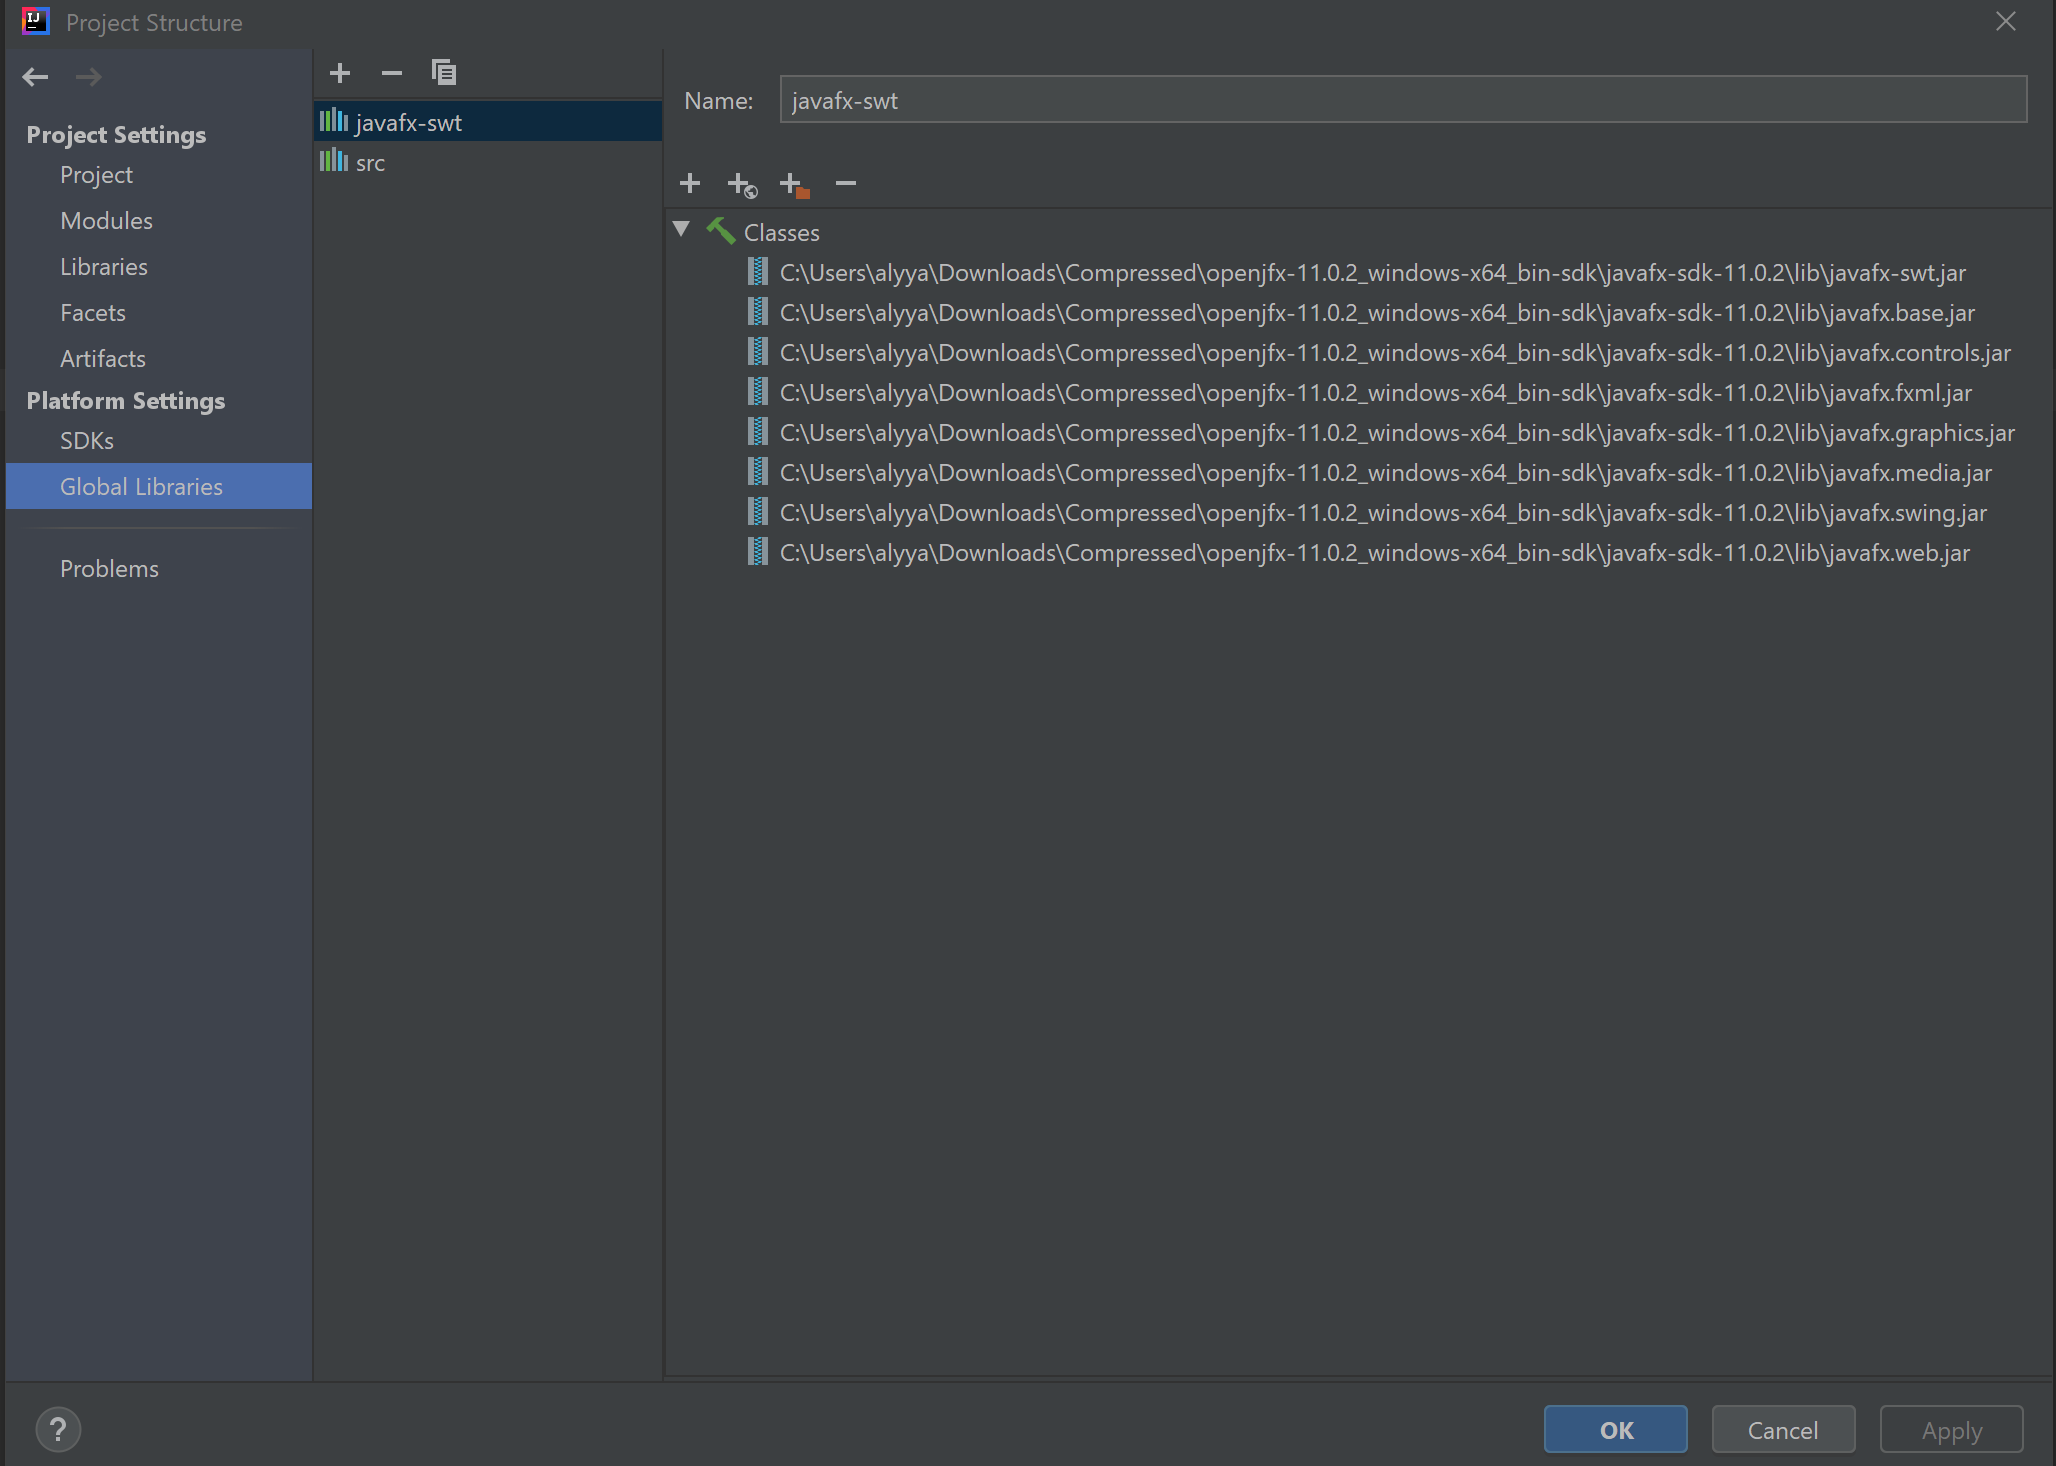 IJ
Project Structure
Project Settings
Project
Modules
Libraries
Facets
Artifacts
Platform Settings
SDKs
Global Libraries
Problems
javafx-swt
src
Name:
javafx-swt
Classes
C:\Users\alyya\Downloads\Compressed\openjfx-11.0.2_windows-x64_bin-sdk\javafx-sdk-11.0.2\lib\javafx-swt.jar
C:\Users\alyya\Downloads\Compressed\openjfx-11.0.2_windows-x64_bin-sdk\javafx-sdk-11.0.2\lib\javafx.base.jar
C:\Users\alyya\Downloads\Compressed\openjfx-11.0.2_windows-x64_bin-sdk\javafx-sdk-11.0.2\lib\javafx.controls.jar
C:\Users\alyya\Downloads\Compressed\openjfx-11.0.2_windows-x64_bin-sdk\javafx-sdk-11.0.2\lib\javafx.fxml.jar
C:\Users\alyya\Downloads\Compressed\openjfx-11.0.2_windows-x64_bin-sdk\javafx-sdk-11.0.2\lib\javafx.graphics.jar
C:\Users\alyya\Downloads\Compressed\openjfx-11.0.2_windows-x64_bin-sdk\javafx-sdk-11.0.2\lib\javafx.media.jar
C:\Users\alyya\Downloads\Compressed\openjfx-11.0.2_windows-x64_bin-sdk\javafx-sdk-11.0.2\lib\javafx.swing.jar
C:\Users\alyya\Downloads\Compressed\openjfx-11.0.2_windows-x64_bin-sdk\javafx-sdk-11.0.2\lib\javafx.web.jar
?
OK
Cancel
Apply